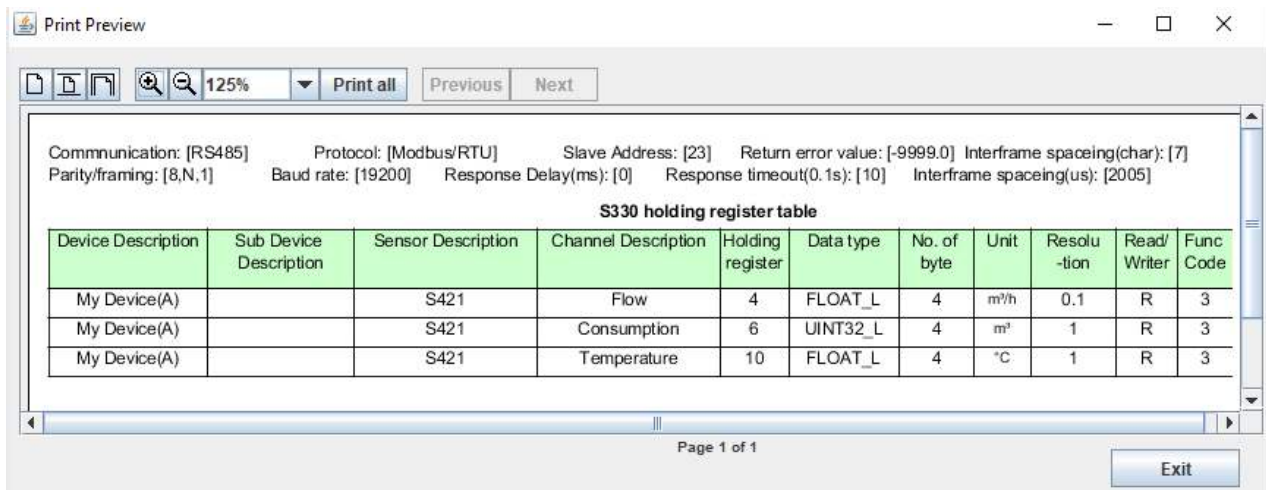 Print Preview
125% Print all Previous Next
Commnunication: [RS485] Protocol: [Modbus/RTU] Slave Address: [23] Return error value: [-9999.0] Interframe spaceing(char): [7]
Parity/framing: [8,N,1] Baud rate: [19200] Response Delay(ms): [0] Response timeout(0.1s): [10] Interframe spaceing(us): [2005]
S330 holding register table
Device Description Sub Device Sensor Description Channel Description Holding Data type No. of Unit Resolu Read/ Func
Description register byte -tion Writer Code
My Device(A) S421 Flow 4 FLOAT_L 4 m³/h 0.1 R 3
My Device(A) S421 Consumption 6 UINT32_L 4 m³ 1 R 3
My Device(A) S421 Temperature 10 FLOAT_L 4 °C 1 R 3
Page 1 of 1
Exit